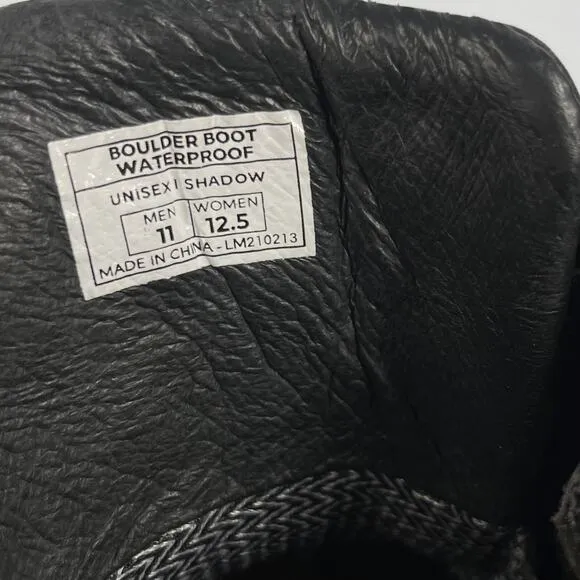 BOULDER BOOT
WATERPROOF
UNISEX | SHADOW
MEN WOMEN
11 12.5
MADE IN CHINA - LM210213